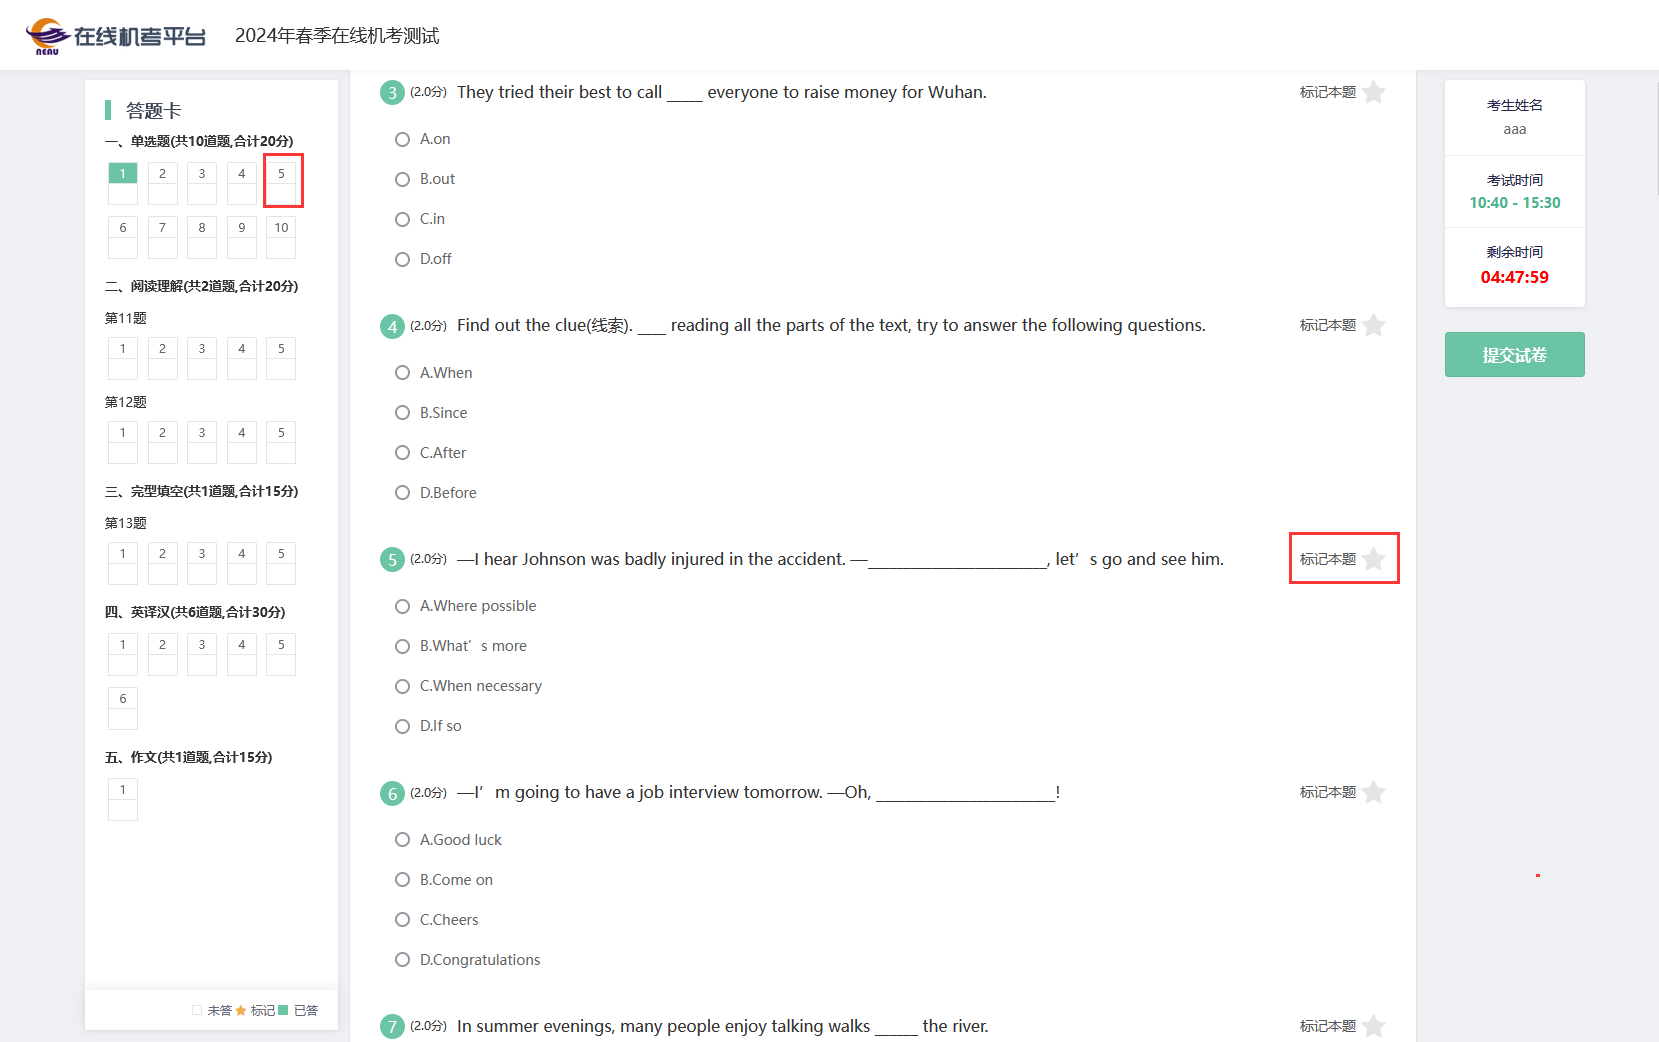 NEAU 在线机考平台 2024年春季在线机考测试
答题卡
一、单选题(共10道题,合计20分)
1 2 3 4 5
6 7 8 9 10
二、阅读理解(共2道题,合计20分)
第11题
1 2 3 4 5
第12题
1 2 3 4 5
三、完型填空(共1道题,合计15分)
第13题
1 2 3 4 5
四、英译汉(共6道题,合计30分)
1 2 3 4 5
6
五、作文(共1道题,合计15分)
1
未答 标记 已答
3 (2.0分) They tried their best to call _____ everyone to raise money for Wuhan. 标记本题
A.on
B.out
C.in
D.off
4 (2.0分) Find out the clue(线索). ____ reading all the parts of the text, try to answer the following questions. 标记本题
A.When
B.Since
C.After
D.Before
5 (2.0分) —I hear Johnson was badly injured in the accident. —_________________________, let’s go and see him. 标记本题
A.Where possible
B.What’s more
C.When necessary
D.If so
6 (2.0分) —I’m going to have a job interview tomorrow. —Oh, _________________________! 标记本题
A.Good luck
B.Come on
C.Cheers
D.Congratulations
7 (2.0分) In summer evenings, many people enjoy talking walks ______ the river. 标记本题
考生姓名
aaa
考试时间
10:40 - 15:30
剩余时间
04:47:59
提交试卷